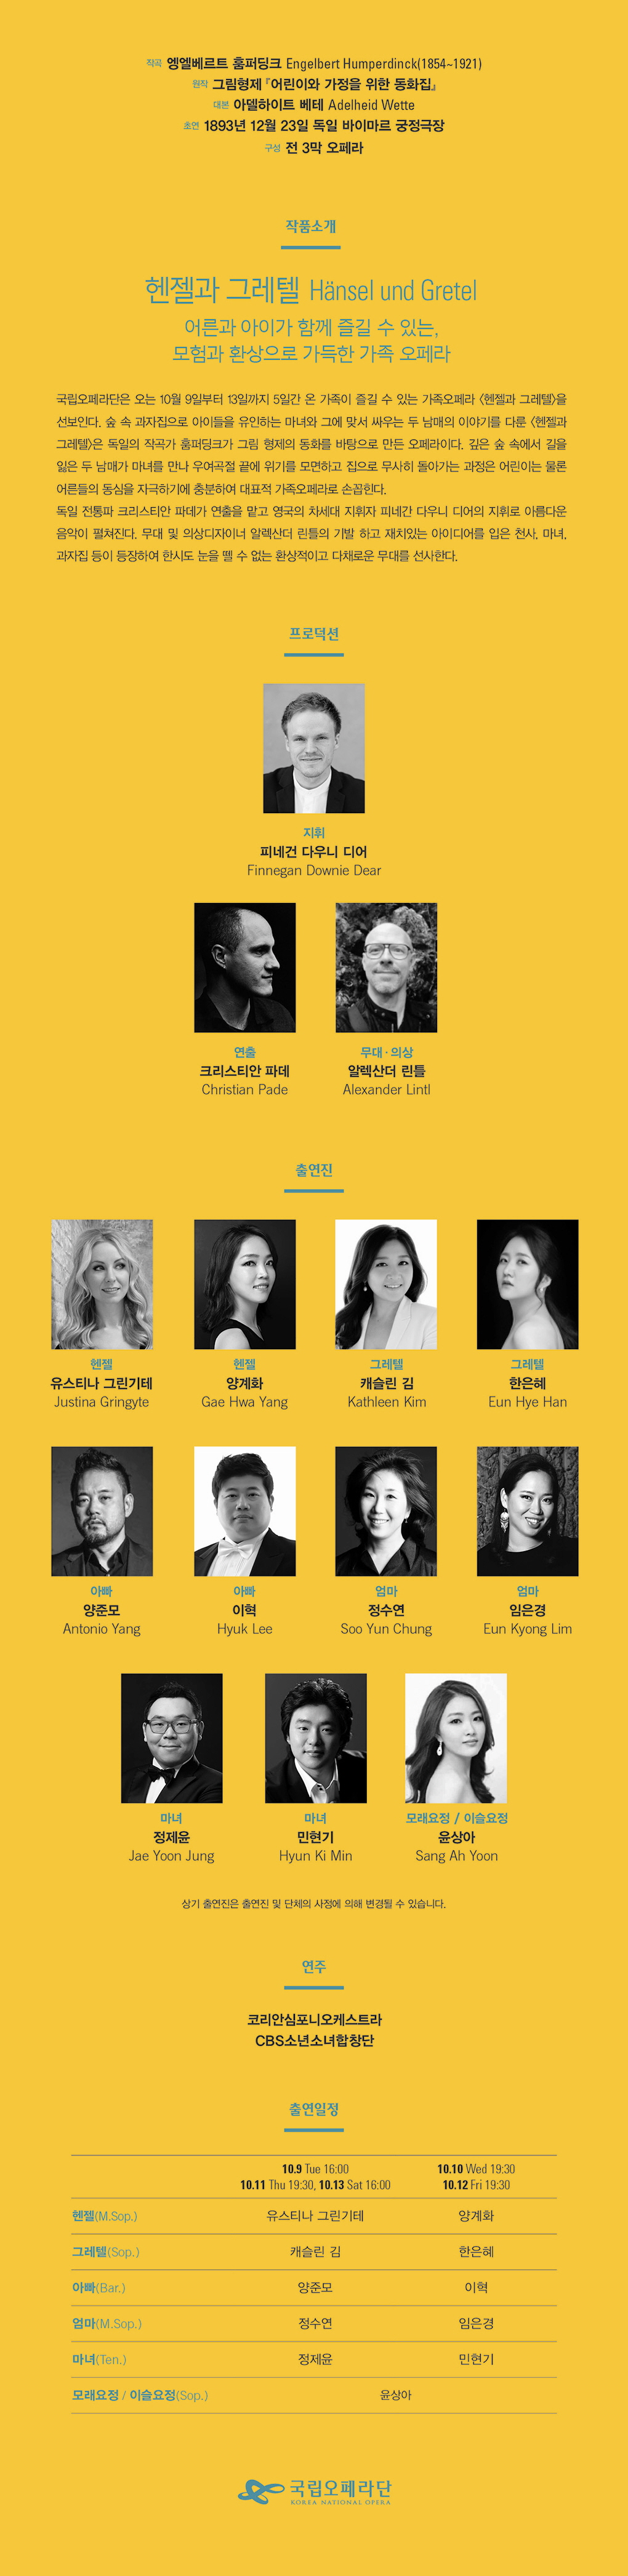 작곡 엥엘베르트 훔퍼딩크 Engelbert Humperdinck(1854~1921)
원작 그림형제 『어린이와 가정을 위한 동화집』
대본 아델하이트 베테 Adelheid Wette
초연 1893년 12월 23일 독일 바이마르 궁정극장
구성 전 3막 오페라
작품소개
헨젤과 그레텔 Hänsel und Gretel
어른과 아이가 함께 즐길 수 있는,
모험과 환상으로 가득한 가족 오페라
국립오페라단은 오는 10월 9일부터 13일까지 5일간 온 가족이 즐길 수 있는 가족오페라 〈헨젤과 그레텔〉을
선보인다. 숲 속 과자집으로 아이들을 유인하는 마녀와 그에 맞서 싸우는 두 남매의 이야기를 다룬 〈헨젤과
그레텔〉은 독일의 작곡가 훔퍼딩크가 그림 형제의 동화를 바탕으로 만든 오페라이다. 깊은 숲 속에서 길을
잃은 두 남매가 마녀를 만나 우여곡절 끝에 위기를 모면하고 집으로 무사히 돌아가는 과정은 어린이는 물론
어른들의 동심을 자극하기에 충분하여 대표적 가족오페라로 손꼽힌다.
독일 전통파 크리스티안 파데가 연출을 맡고 영국의 차세대 지휘자 피네간 다우니 디어의 지휘로 아름다운
음악이 펼쳐진다. 무대 및 의상디자이너 알렉산더 린틀의 기발 하고 재치있는 아이디어를 입은 천사, 마녀,
과자집 등이 등장하여 한시도 눈을 뗄 수 없는 환상적이고 다채로운 무대를 선사한다.
프로덕션
지휘
피네건 다우니 디어
Finnegan Downie Dear
연출 무대·의상
크리스티안 파데 알렉산더 린틀
Christian Pade Alexander Lintl
출연진
헨젤 헨젤 그레텔 그레텔
유스티나 그린기테 양계화 캐슬린 김 한은혜
Justina Gringyte Gae Hwa Yang Kathleen Kim Eun Hye Han
아빠 아빠 엄마 엄마
양준모 이혁 정수연 임은경
Antonio Yang Hyuk Lee Soo Yun Chung Eun Kyong Lim
마녀 마녀 모래요정 / 이슬요정
정제윤 민현기 윤상아
Jae Yoon Jung Hyun Ki Min Sang Ah Yoon
상기 출연진은 출연진 및 단체의 사정에 의해 변경될 수 있습니다.
연주
코리안심포니오케스트라
CBS소년소녀합창단
출연일정
10.9 Tue 16:00 10.10 Wed 19:30
10.11 Thu 19:30, 10.13 Sat 16:00 10.12 Fri 19:30
헨젤(M.Sop.) 유스티나 그린기테 양계화
그레텔(Sop.) 캐슬린 김 한은혜
아빠(Bar.) 양준모 이혁
엄마(M.Sop.) 정수연 임은경
마녀(Ten.) 정제윤 민현기
모래요정 / 이슬요정(Sop.) 윤상아
국립오페라단
KOREA NATIONAL OPERA